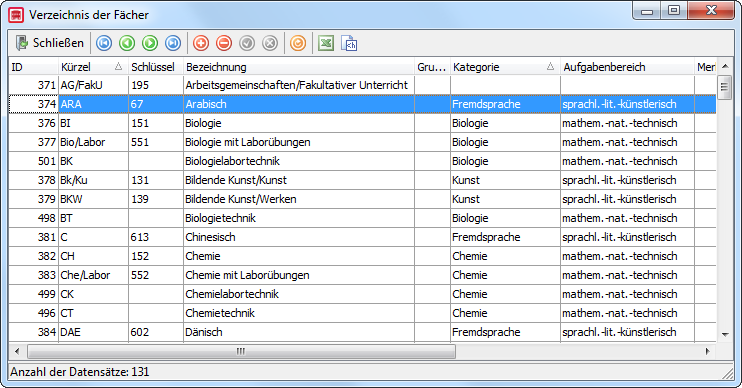 Verzeichnis der Fächer
Schließen
ID Kürzel Schlüssel Bezeichnung Gru... Kategorie Aufgabenbereich Mer
371 AG/FakU 195 Arbeitsgemeinschaften/Fakultativer Unterricht
374 ARA 67 Arabisch Fremdsprache sprachl.-lit.-künstlerisch
376 BI 151 Biologie Biologie mathem.-nat.-technisch
377 Bio/Labor 551 Biologie mit Laborübungen Biologie mathem.-nat.-technisch
501 BK Biologielabortechnik Biologie mathem.-nat.-technisch
378 Bk/Ku 131 Bildende Kunst/Kunst Kunst sprachl.-lit.-künstlerisch
379 BKW 139 Bildende Kunst/Werken Kunst sprachl.-lit.-künstlerisch
498 BT Biologietechnik Biologie mathem.-nat.-technisch
381 C 613 Chinesisch Fremdsprache sprachl.-lit.-künstlerisch
382 CH 152 Chemie Chemie mathem.-nat.-technisch
383 Che/Labor 552 Chemie mit Laborübungen Chemie mathem.-nat.-technisch
499 CK Chemielabortechnik Chemie mathem.-nat.-technisch
496 CT Chemietechnik Chemie mathem.-nat.-technisch
384 DAE 602 Dänisch Fremdsprache sprachl.-lit.-künstlerisch
Anzahl der Datensätze: 131